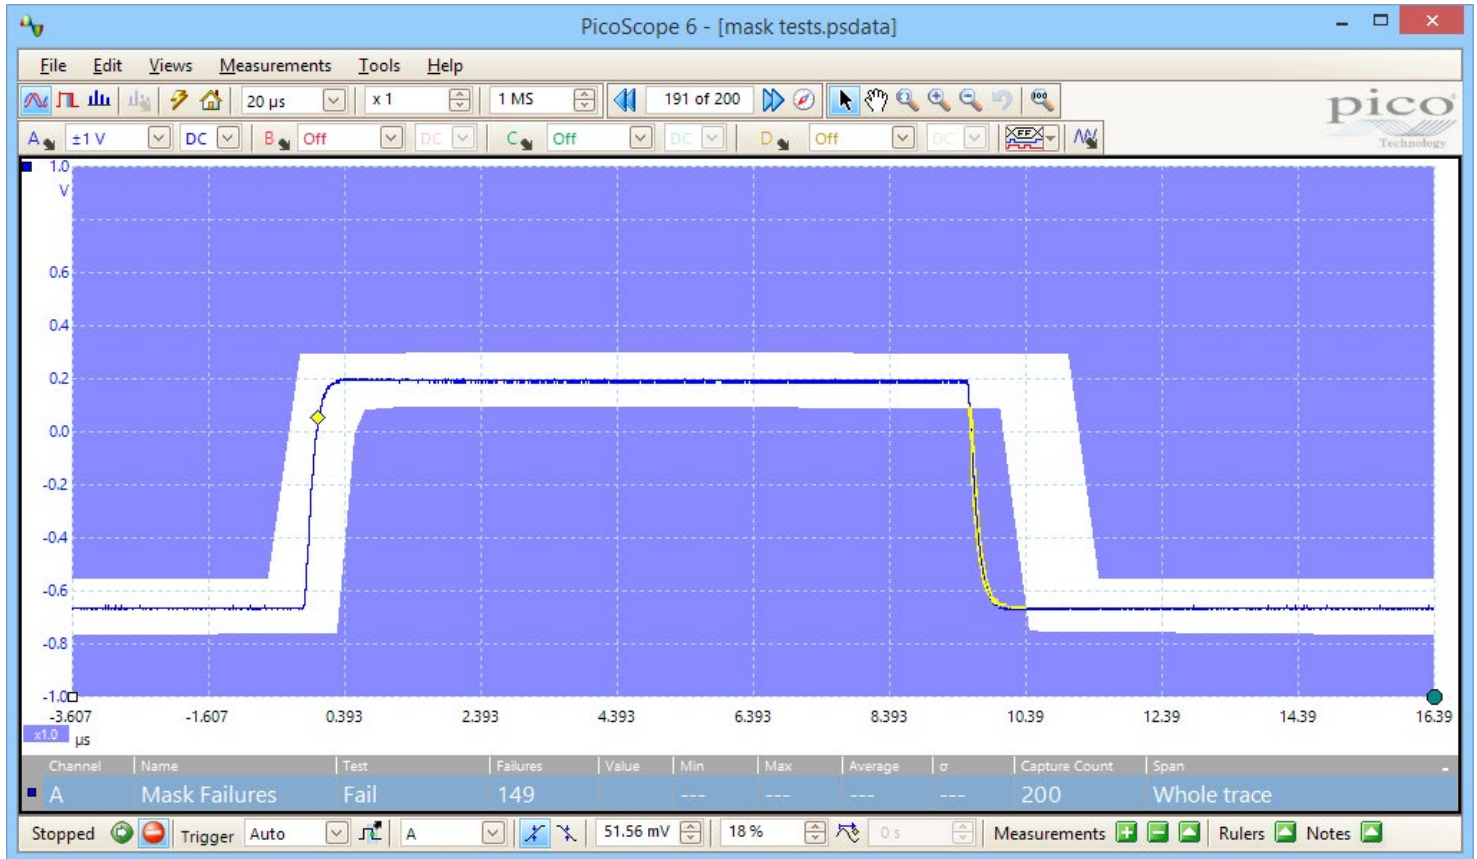 PicoScope 6 - [mask tests.psdata]
File Edit Views Measurements Tools Help
20 µs x 1 1 MS 191 of 200 100
pico
Technology
A ±1 V DC B Off DC C Off DC D Off DC
1.0
V
0.6
0.4
0.2
0.0
-0.2
-0.4
-0.6
-0.8
-1.0
-3.607 -1.607 0.393 2.393 4.393 6.393 8.393 10.39 12.39 14.39 16.39
x1.0 µs
Channel Name Test Failures Value Min Max Average σ Capture Count Span
A Mask Failures Fail 149 --- --- --- --- 200 Whole trace
Stopped Trigger Auto A 51.56 mV 18 % 0 s Measurements Rulers Notes